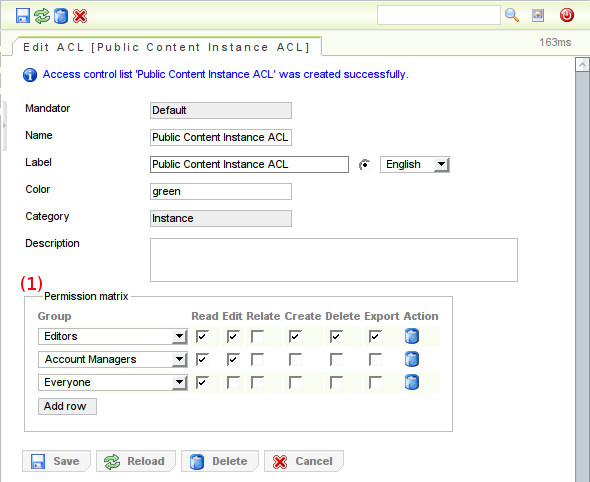 Edit ACL [Public Content Instance ACL]
163ms
Access control list 'Public Content Instance ACL' was created successfully.
Mandator Default
Name Public Content Instance ACL
Label Public Content Instance ACL English
Color green
Category Instance
Description
(1)
Permission matrix
Group Read Edit Relate Create Delete Export Action
Editors
Account Managers
Everyone
Add row
Save Reload Delete Cancel